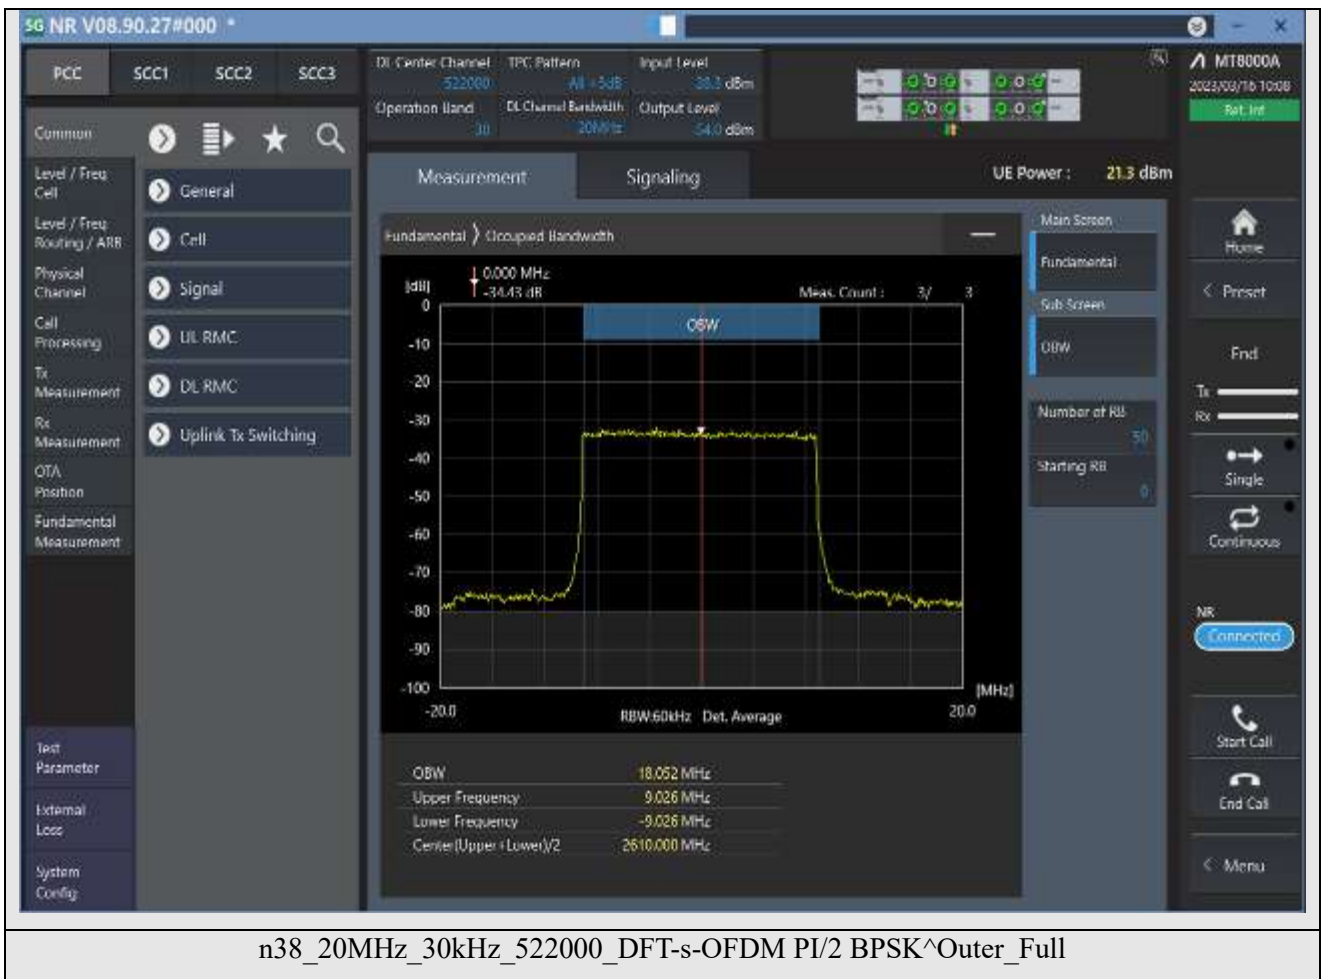 5G NR V08.90.27#000 *
PCC SCC1 SCC2 SCC3
DL Center Channel TPC Pattern Input Level
522000 All +3dB dBm
Operation Band DL Channel Bandwidth Output Level
20MHz -54.0 dBm
MT8000A
2023/03/16 10:08
Ref. Int
Common
Level / Freq
Cell
Level / Freq
Routing / ARB
Physical
Channel
Call
Processing
Tx
Measurement
Rx
Measurement
OTA
Position
Fundamental
Measurement
Test
Parameter
External
Loss
System
Config
General
Cell
Signal
UL RMC
DL RMC
Uplink Tx Switching
Measurement Signaling UE Power : 21.3 dBm
Fundamental Occupied Bandwidth
[dB] 0.000 MHz
-34.43 dB Meas. Count : 3/ 3
OBW
0
-10
-20
-30
-40
-50
-60
-70
-80
-90
-100
[MHz]
-20.0 RBW:60kHz Det. Average 20.0
OBW 18.052 MHz
Upper Frequency 9.026 MHz
Lower Frequency -9.026 MHz
Center(Upper+Lower)/2 2610.000 MHz
Main Screen
Fundamental
Sub Screen
OBW
Number of RB
50
Starting RB
0
Home
< Preset
End
Tx
Rx
Single
Continuous
NR
Connected
Start Call
End Call
< Menu
n38_20MHz_30kHz_522000_DFT-s-OFDM PI/2 BPSK^Outer_Full